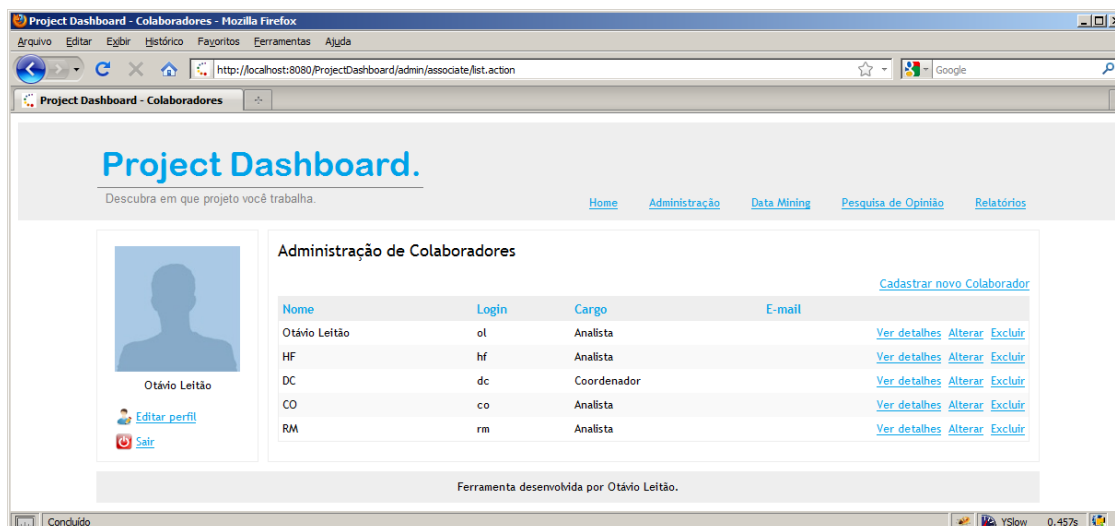 Project Dashboard - Colaboradores - Mozilla Firefox
Arquivo Editar Exibir Histórico Favoritos Ferramentas Ajuda
http://localhost:8080/ProjectDashboard/admin/associate/list.action
Google
Project Dashboard - Colaboradores
Project Dashboard.
Descubra em que projeto você trabalha.
Home Administração Data Mining Pesquisa de Opinião Relatórios
Otávio Leitão
Editar perfil
Sair
Administração de Colaboradores
Cadastrar novo Colaborador
Nome Login Cargo E-mail
Otávio Leitão ol Analista Ver detalhes Alterar Excluir
HF hf Analista Ver detalhes Alterar Excluir
DC dc Coordenador Ver detalhes Alterar Excluir
CO co Analista Ver detalhes Alterar Excluir
RM rm Analista Ver detalhes Alterar Excluir
Ferramenta desenvolvida por Otávio Leitão.
Concluído YSlow 0.457s